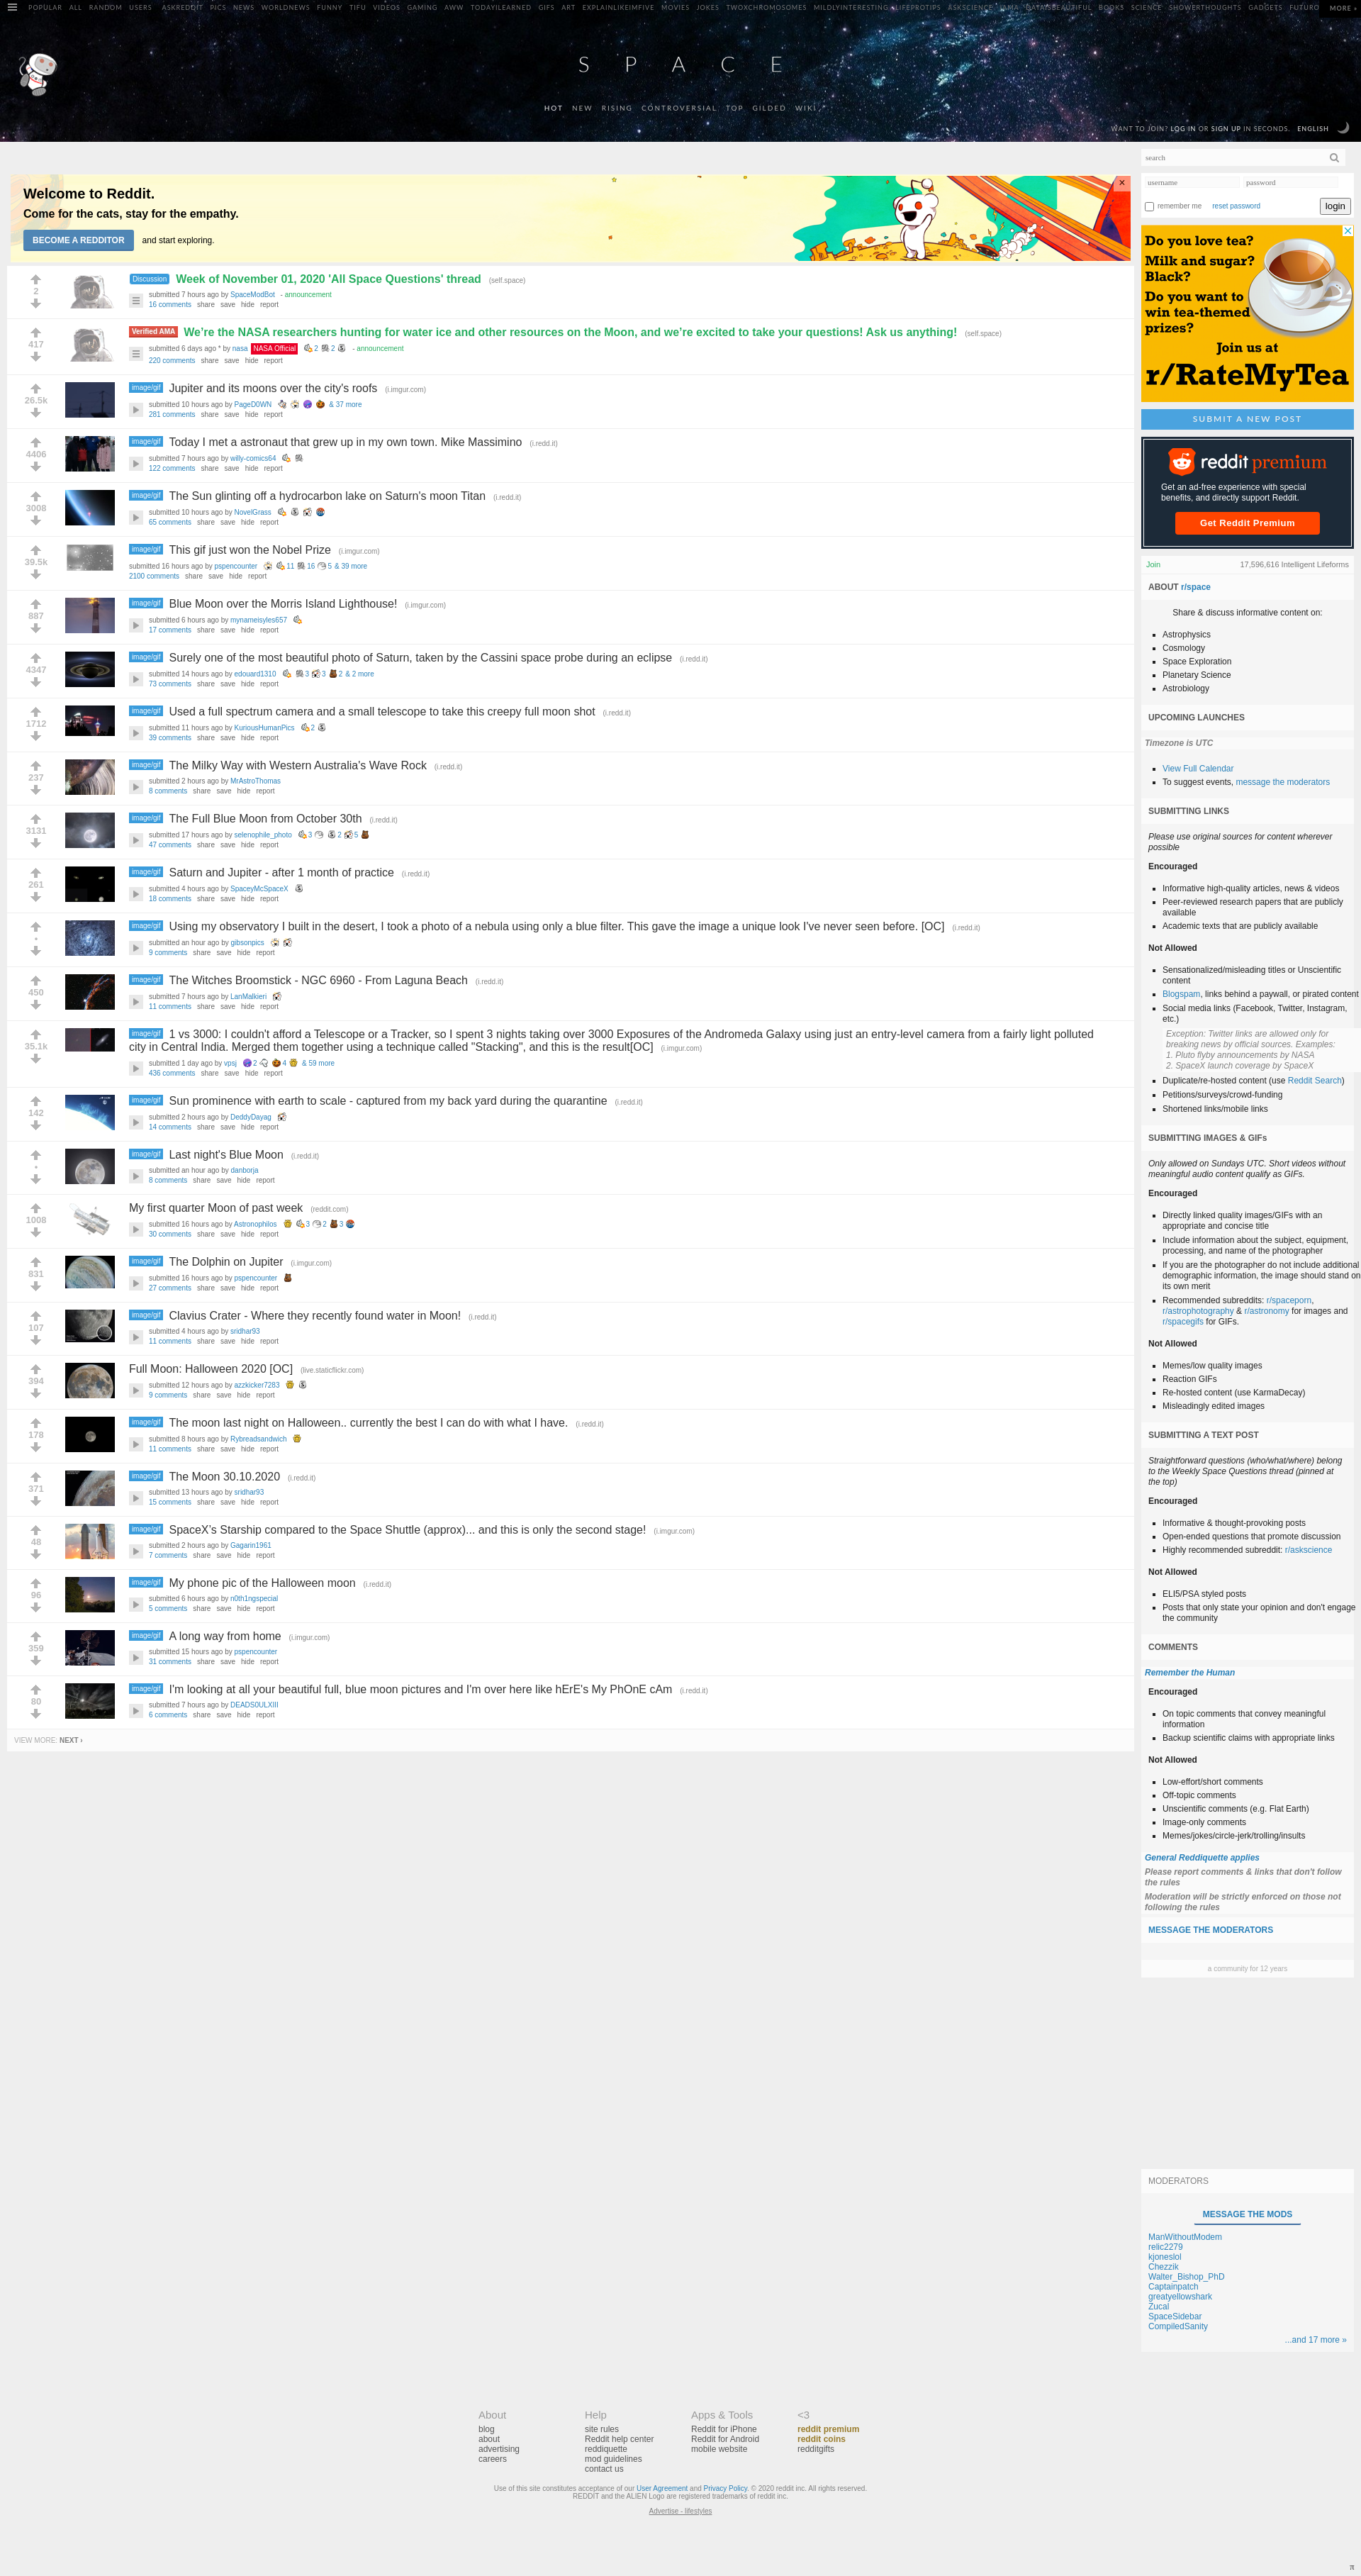 POPULAR ALL RANDOM USERS ASKREDDIT PICS NEWS WORLDNEWS FUNNY TIFU VIDEOS GAMING AWW TODAYILEARNED GIFS ART EXPLAINLIKEIMFIVE MOVIES JOKES TWOXCHROMOSOMES MILDLYINTERESTING LIFEPROTIPS ASKSCIENCE IAMA DATAISBEAUTIFUL BOOKS SCIENCE SHOWERTHOUGHTS GADGETS FUTURO MORE »
SPACE
HOT NEW RISING CONTROVERSIAL TOP GILDED WIKI
WANT TO JOIN? LOG IN OR SIGN UP IN SECONDS. ENGLISH
Welcome to Reddit.
Come for the cats, stay for the empathy.
BECOME A REDDITOR and start exploring.
×
2
Discussion Week of November 01, 2020 'All Space Questions' thread (self.space)
submitted 7 hours ago by SpaceModBot - announcement
16 comments share save hide report
417
Verified AMA We're the NASA researchers hunting for water ice and other resources on the Moon, and we're excited to take your questions! Ask us anything! (self.space)
submitted 6 days ago * by nasa NASA Official 2 2 - announcement
220 comments share save hide report
26.5k
image/gif Jupiter and its moons over the city's roofs (i.imgur.com)
submitted 10 hours ago by PageD0WN & 37 more
281 comments share save hide report
4406
image/gif Today I met a astronaut that grew up in my own town. Mike Massimino (i.redd.it)
submitted 7 hours ago by willy-comics64
122 comments share save hide report
3008
image/gif The Sun glinting off a hydrocarbon lake on Saturn's moon Titan (i.redd.it)
submitted 10 hours ago by NovelGrass
65 comments share save hide report
39.5k
image/gif This gif just won the Nobel Prize (i.imgur.com)
submitted 16 hours ago by pspencounter 11 16 5 & 39 more
2100 comments share save hide report
887
image/gif Blue Moon over the Morris Island Lighthouse! (i.imgur.com)
submitted 6 hours ago by mynameisyles657
17 comments share save hide report
4347
image/gif Surely one of the most beautiful photo of Saturn, taken by the Cassini space probe during an eclipse (i.redd.it)
submitted 14 hours ago by edouard1310 3 3 2 & 2 more
73 comments share save hide report
1712
image/gif Used a full spectrum camera and a small telescope to take this creepy full moon shot (i.redd.it)
submitted 11 hours ago by KuriousHumanPics 2
39 comments share save hide report
237
image/gif The Milky Way with Western Australia's Wave Rock (i.redd.it)
submitted 2 hours ago by MrAstroThomas
8 comments share save hide report
3131
image/gif The Full Blue Moon from October 30th (i.redd.it)
submitted 17 hours ago by selenophile_photo 3 2 5
47 comments share save hide report
261
image/gif Saturn and Jupiter - after 1 month of practice (i.redd.it)
submitted 4 hours ago by SpaceyMcSpaceX
18 comments share save hide report
•
image/gif Using my observatory I built in the desert, I took a photo of a nebula using only a blue filter. This gave the image a unique look I've never seen before. [OC] (i.redd.it)
submitted an hour ago by gibsonpics
9 comments share save hide report
450
image/gif The Witches Broomstick - NGC 6960 - From Laguna Beach (i.redd.it)
submitted 7 hours ago by LanMalkieri
11 comments share save hide report
35.1k
image/gif 1 vs 3000: I couldn't afford a Telescope or a Tracker, so I spent 3 nights taking over 3000 Exposures of the Andromeda Galaxy using just an entry-level camera from a fairly light polluted
city in Central India. Merged them together using a technique called "Stacking", and this is the result[OC] (i.imgur.com)
submitted 1 day ago by vpsj 2 4 & 59 more
436 comments share save hide report
142
image/gif Sun prominence with earth to scale - captured from my back yard during the quarantine (i.redd.it)
submitted 2 hours ago by DeddyDayag
14 comments share save hide report
•
image/gif Last night's Blue Moon (i.redd.it)
submitted an hour ago by danborja
8 comments share save hide report
1008
My first quarter Moon of past week (reddit.com)
submitted 16 hours ago by Astronophilos 3 2 3
30 comments share save hide report
831
image/gif The Dolphin on Jupiter (i.imgur.com)
submitted 16 hours ago by pspencounter
27 comments share save hide report
107
image/gif Clavius Crater - Where they recently found water in Moon! (i.redd.it)
submitted 4 hours ago by sridhar93
11 comments share save hide report
394
Full Moon: Halloween 2020 [OC] (live.staticflickr.com)
submitted 12 hours ago by azzkicker7283
9 comments share save hide report
178
image/gif The moon last night on Halloween.. currently the best I can do with what I have. (i.redd.it)
submitted 8 hours ago by Rybreadsandwich
11 comments share save hide report
371
image/gif The Moon 30.10.2020 (i.redd.it)
submitted 13 hours ago by sridhar93
15 comments share save hide report
48
image/gif SpaceX's Starship compared to the Space Shuttle (approx)... and this is only the second stage! (i.imgur.com)
submitted 2 hours ago by Gagarin1961
7 comments share save hide report
96
image/gif My phone pic of the Halloween moon (i.redd.it)
submitted 6 hours ago by n0th1ngspecial
5 comments share save hide report
359
image/gif A long way from home (i.imgur.com)
submitted 15 hours ago by pspencounter
31 comments share save hide report
80
image/gif I'm looking at all your beautiful full, blue moon pictures and I'm over here like hErE's My PhOnE cAm (i.redd.it)
submitted 7 hours ago by DEADS0ULXIII
6 comments share save hide report
VIEW MORE: NEXT ›
search
username password
remember me reset password login
Do you love tea?
Milk and sugar?
Black?
Do you want to
win tea-themed
prizes?
Join us at
r/RateMyTea
SUBMIT A NEW POST
reddit premium
Get an ad-free experience with special
benefits, and directly support Reddit.
Get Reddit Premium
Join 17,596,616 Intelligent Lifeforms
ABOUT r/space
Share & discuss informative content on:
Astrophysics
Cosmology
Space Exploration
Planetary Science
Astrobiology
UPCOMING LAUNCHES
Timezone is UTC
View Full Calendar
To suggest events, message the moderators
SUBMITTING LINKS
Please use original sources for content wherever
possible
Encouraged
Informative high-quality articles, news & videos
Peer-reviewed research papers that are publicly
available
Academic texts that are publicly available
Not Allowed
Sensationalized/misleading titles or Unscientific
content
Blogspam, links behind a paywall, or pirated content
Social media links (Facebook, Twitter, Instagram,
etc.)
Exception: Twitter links are allowed only for
breaking news by official sources. Examples:
1. Pluto flyby announcements by NASA
2. SpaceX launch coverage by SpaceX
Duplicate/re-hosted content (use Reddit Search)
Petitions/surveys/crowd-funding
Shortened links/mobile links
SUBMITTING IMAGES & GIFs
Only allowed on Sundays UTC. Short videos without
meaningful audio content qualify as GIFs.
Encouraged
Directly linked quality images/GIFs with an
appropriate and concise title
Include information about the subject, equipment,
processing, and name of the photographer
If you are the photographer do not include additional
demographic information, the image should stand on
its own merit
Recommended subreddits: r/spaceporn,
r/astrophotography & r/astronomy for images and
r/spacegifs for GIFs.
Not Allowed
Memes/low quality images
Reaction GIFs
Re-hosted content (use KarmaDecay)
Misleadingly edited images
SUBMITTING A TEXT POST
Straightforward questions (who/what/where) belong
to the Weekly Space Questions thread (pinned at
the top)
Encouraged
Informative & thought-provoking posts
Open-ended questions that promote discussion
Highly recommended subreddit: r/askscience
Not Allowed
ELI5/PSA styled posts
Posts that only state your opinion and don't engage
the community
COMMENTS
Remember the Human
Encouraged
On topic comments that convey meaningful
information
Backup scientific claims with appropriate links
Not Allowed
Low-effort/short comments
Off-topic comments
Unscientific comments (e.g. Flat Earth)
Image-only comments
Memes/jokes/circle-jerk/trolling/insults
General Reddiquette applies
Please report comments & links that don't follow
the rules
Moderation will be strictly enforced on those not
following the rules
MESSAGE THE MODERATORS
a community for 12 years
MODERATORS
MESSAGE THE MODS
ManWithoutModem
relic2279
kjoneslol
Chezzik
Walter_Bishop_PhD
Captainpatch
greatyellowshark
Zucal
SpaceSidebar
CompiledSanity
...and 17 more »
About
blog
about
advertising
careers
Help
site rules
Reddit help center
reddiquette
mod guidelines
contact us
Apps & Tools
Reddit for iPhone
Reddit for Android
mobile website
<3
reddit premium
reddit coins
redditgifts
Use of this site constitutes acceptance of our User Agreement and Privacy Policy. © 2020 reddit inc. All rights reserved.
REDDIT and the ALIEN Logo are registered trademarks of reddit inc.
Advertise - lifestyles
π